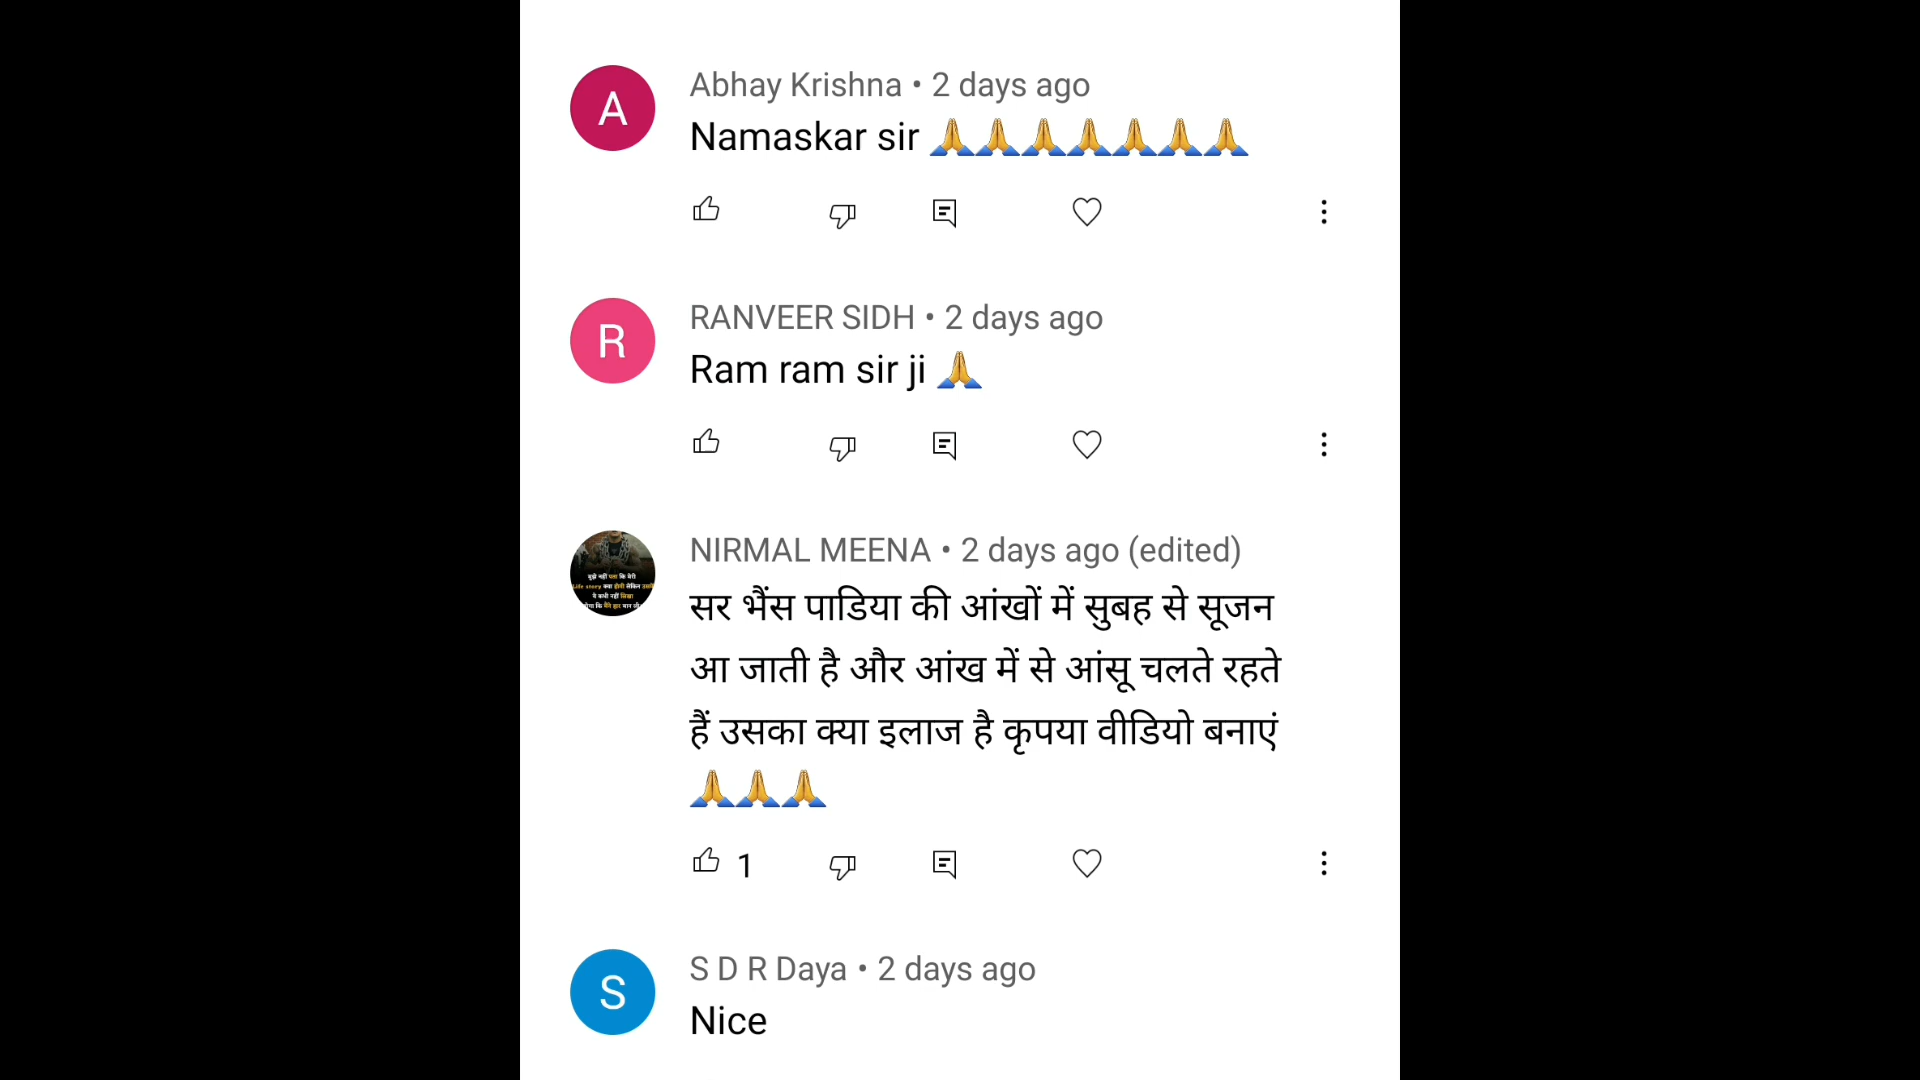 A
Abhay Krishna • 2 days ago
Namaskar sir 🙏🙏🙏🙏🙏🙏🙏
R
RANVEER SIDH • 2 days ago
Ram ram sir ji 🙏
NIRMAL MEENA • 2 days ago (edited)
सर भैंस पाडिया की आंखों में सुबह से सूजन
आ जाती है और आंख में से आंसू चलते रहते
हैं उसका क्या इलाज है कृपया वीडियो बनाएं
🙏🙏🙏
1
S
S D R Daya • 2 days ago
Nice